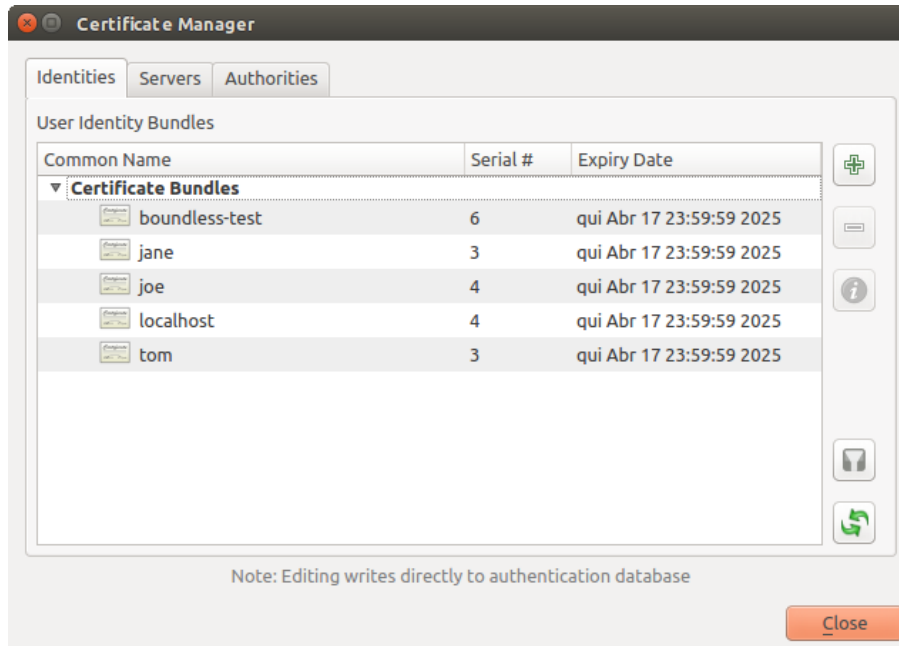 Certificate Manager
Identities Servers Authorities
User Identity Bundles
Common Name Serial # Expiry Date
Certificate Bundles
boundless-test 6 qui Abr 17 23:59:59 2025
jane 3 qui Abr 17 23:59:59 2025
joe 4 qui Abr 17 23:59:59 2025
localhost 4 qui Abr 17 23:59:59 2025
tom 3 qui Abr 17 23:59:59 2025
Note: Editing writes directly to authentication database
Close